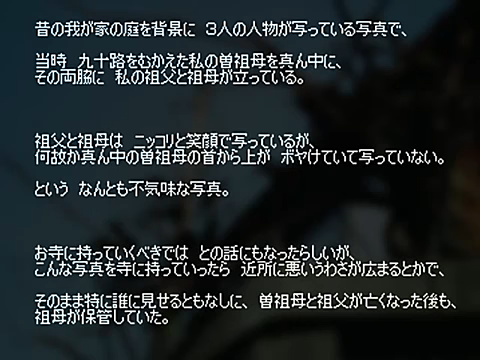 昔の我が家の庭を背景に　３人の人物が写っている写真で、
当時　九十路をむかえた私の曽祖母を真ん中に、
その両脇に　私の祖父と祖母が立っている。
祖父と祖母は　ニッコリと笑顔で写っているが、
何故か真ん中の曽祖母の首から上が　ボヤけていて写っていない。
という　なんとも不気味な写真。
お寺に持っていくべきでは　との話にもなったらしいが、
こんな写真を寺に持っていったら　近所に悪いうわさが広まるとかで、
そのまま特に誰に見せるともなしに、曽祖母と祖父が亡くなった後も、
祖母が保管していた。